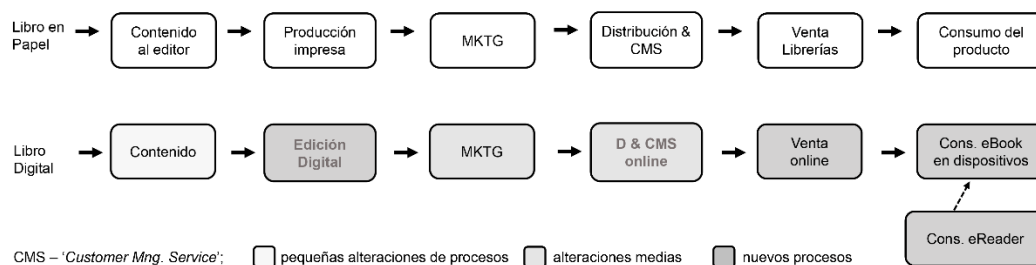 Libro en
Papel
Contenido
al editor
Producción
impresa
MKTG
Distribución &
CMS
Venta
Librerías
Consumo del
producto
Libro
Digital
Contenido
Edición
Digital
MKTG
D & CMS
online
Venta
online
Cons. eBook
en dispositivos
Cons. eReader
CMS – ‘Customer Mng. Service’;
pequeñas alteraciones de procesos
alteraciones medias
nuevos procesos